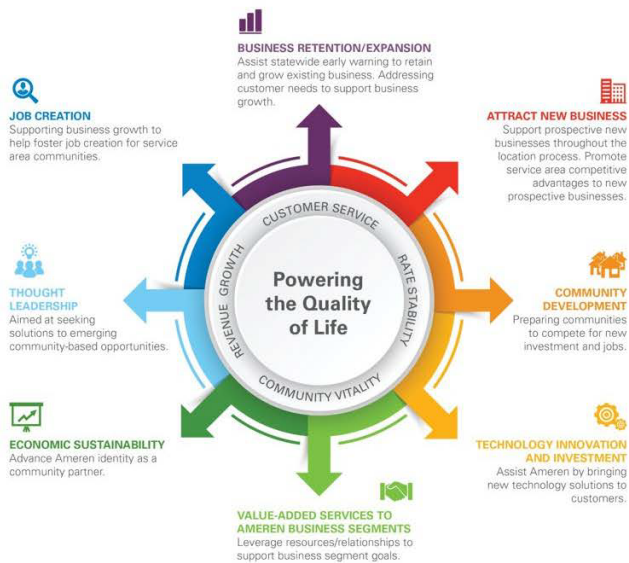 BUSINESS RETENTION/EXPANSION
Assist statewide early warning to retain
and grow existing business. Addressing
customer needs to support business
growth.
ATTRACT NEW BUSINESS
Support prospective new
businesses throughout the
location process. Promote
service area competitive
advantages to new
prospective businesses.
COMMUNITY
DEVELOPMENT
Preparing communities
to compete for new
investment and jobs.
TECHNOLOGY INNOVATION
AND INVESTMENT
Assist Ameren by bringing
new technology solutions to
customers.
VALUE-ADDED SERVICES TO
AMEREN BUSINESS SEGMENTS
Leverage resources/relationships to
support business segment goals.
ECONOMIC SUSTAINABILITY
Advance Ameren identity as a
community partner.
THOUGHT
LEADERSHIP
Aimed at seeking
solutions to emerging
community-based opportunities.
JOB CREATION
Supporting business growth to
help foster job creation for service
area communities.
CUSTOMER SERVICE
RATE STABILITY
COMMUNITY VITALITY
REVENUE GROWTH
Powering
the Quality
of Life